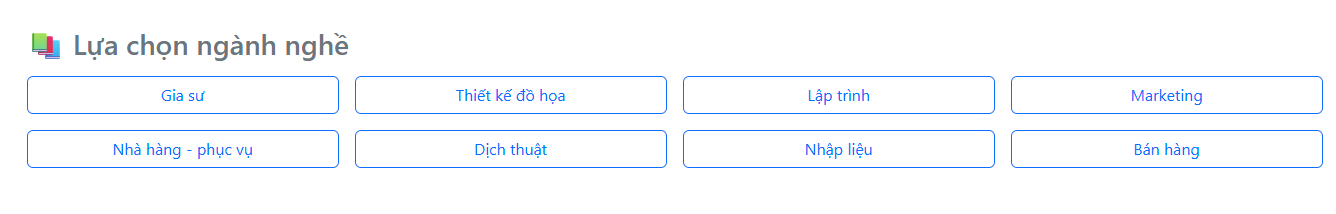 Lựa chọn ngành nghề
Gia sư Thiết kế đồ họa Lập trình Marketing
Nhà hàng - phục vụ Dịch thuật Nhập liệu Bán hàng